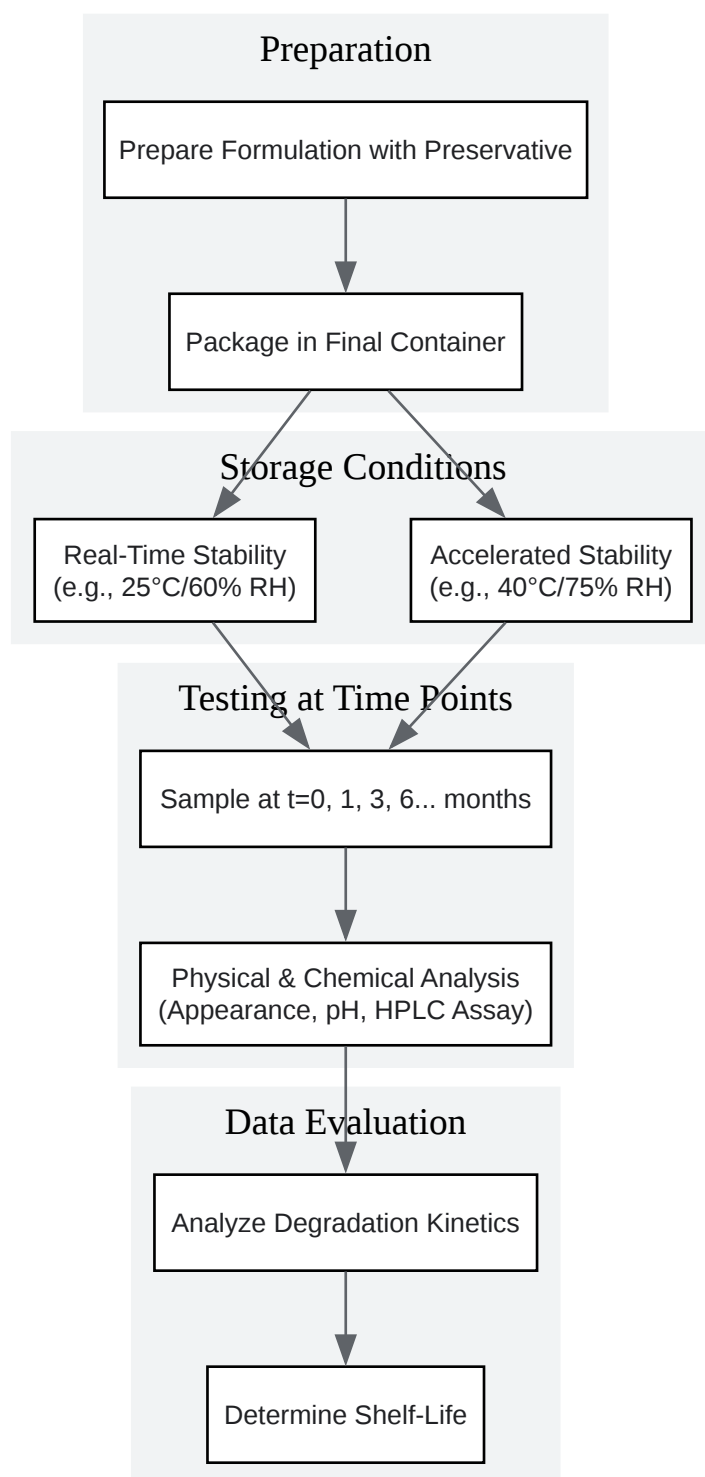 Preparation
Prepare Formulation with Preservative
Package in Final Container
Storage Conditions
Real-Time Stability
(e.g., 25°C/60% RH)
Accelerated Stability
(e.g., 40°C/75% RH)
Testing at Time Points
Sample at t=0, 1, 3, 6... months
Physical & Chemical Analysis
(Appearance, pH, HPLC Assay)
Data Evaluation
Analyze Degradation Kinetics
Determine Shelf-Life